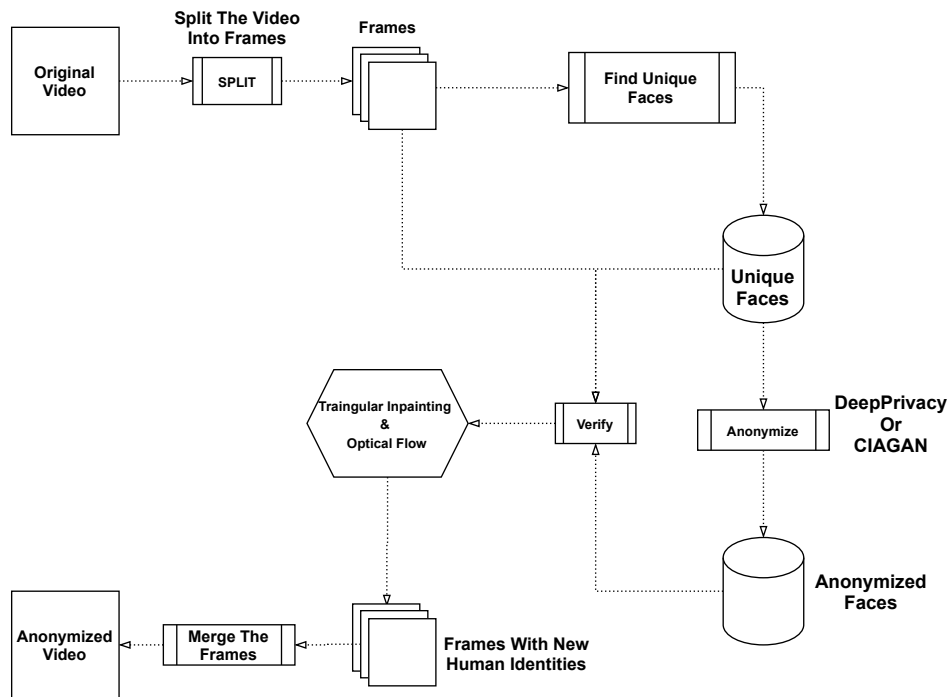 Split The Video
Into Frames
Frames
Original
Video
SPLIT
Find Unique
Faces
Unique
Faces
Traingular Inpainting
&
Optical Flow
Verify
Anonymize
DeepPrivacy
Or
CIAGAN
Anonymized
Faces
Anonymized
Video
Merge The
Frames
Frames With New
Human Identities